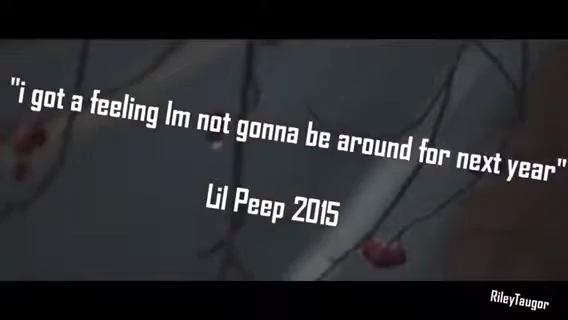 "i got a feeling Im not gonna be around for next year"
Lil Peep 2015
RileyTaugor